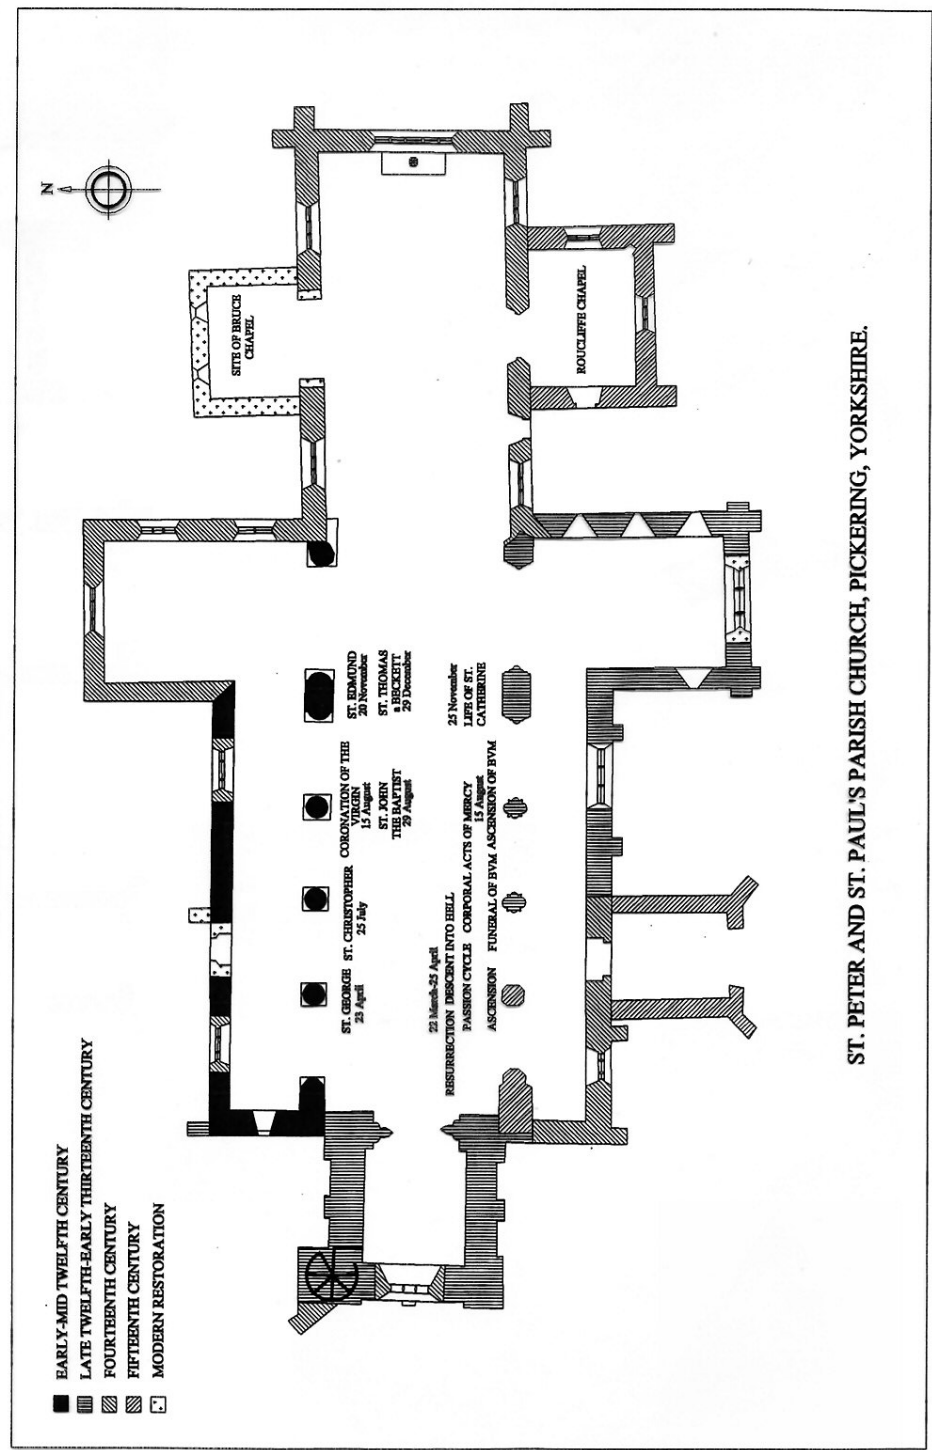 N
SITE OF BRUCE
CHAPEL
ROUCLIFFE CHAPEL
ST. EDMUND
20 November
ST. THOMAS
a BECKETT
29 December
25 November
LIFE OF ST.
CATHERINE
CORONATION OF THE
VIRGIN
15 August
ST. JOHN
THE BAPTIST
29 August
ST. CHRISTOPHER
25 July
ST. GEORGE
23 April
22 March-25 April
RESURRECTION DESCENT INTO HELL
PASSION CYCLE CORPORAL ACTS OF MERCY
15 August
ASCENSION FUNERAL OF BVM ASCENSION OF BVM
EARLY-MID TWELFTH CENTURY
LATE TWELFTH-EARLY THIRTEENTH CENTURY
FOURTEENTH CENTURY
FIFTEENTH CENTURY
MODERN RESTORATION
ST. PETER AND ST. PAUL'S PARISH CHURCH, PICKERING, YORKSHIRE.